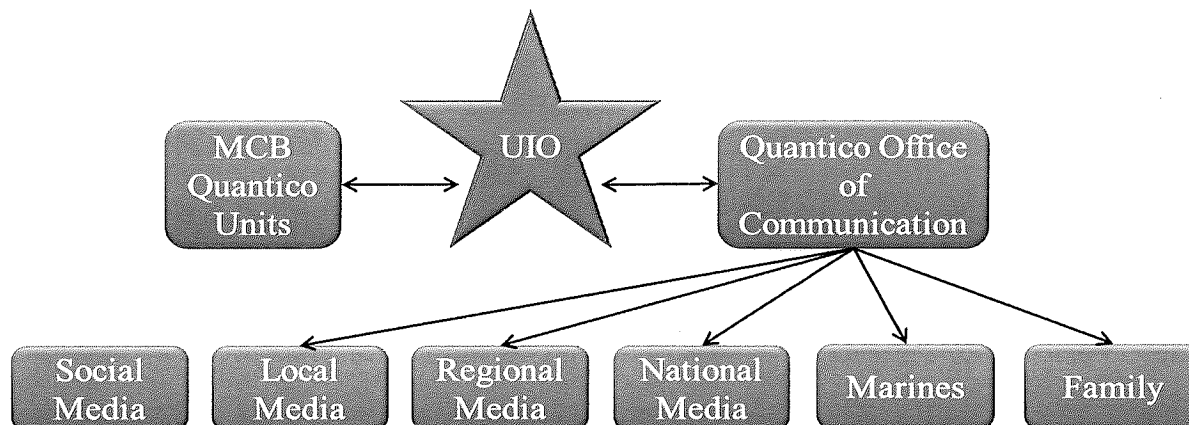 MCB
Quantico
Units
UIO
Quantico Office
of
Communication
Social
Media
Local
Media
Regional
Media
National
Media
Marines
Family